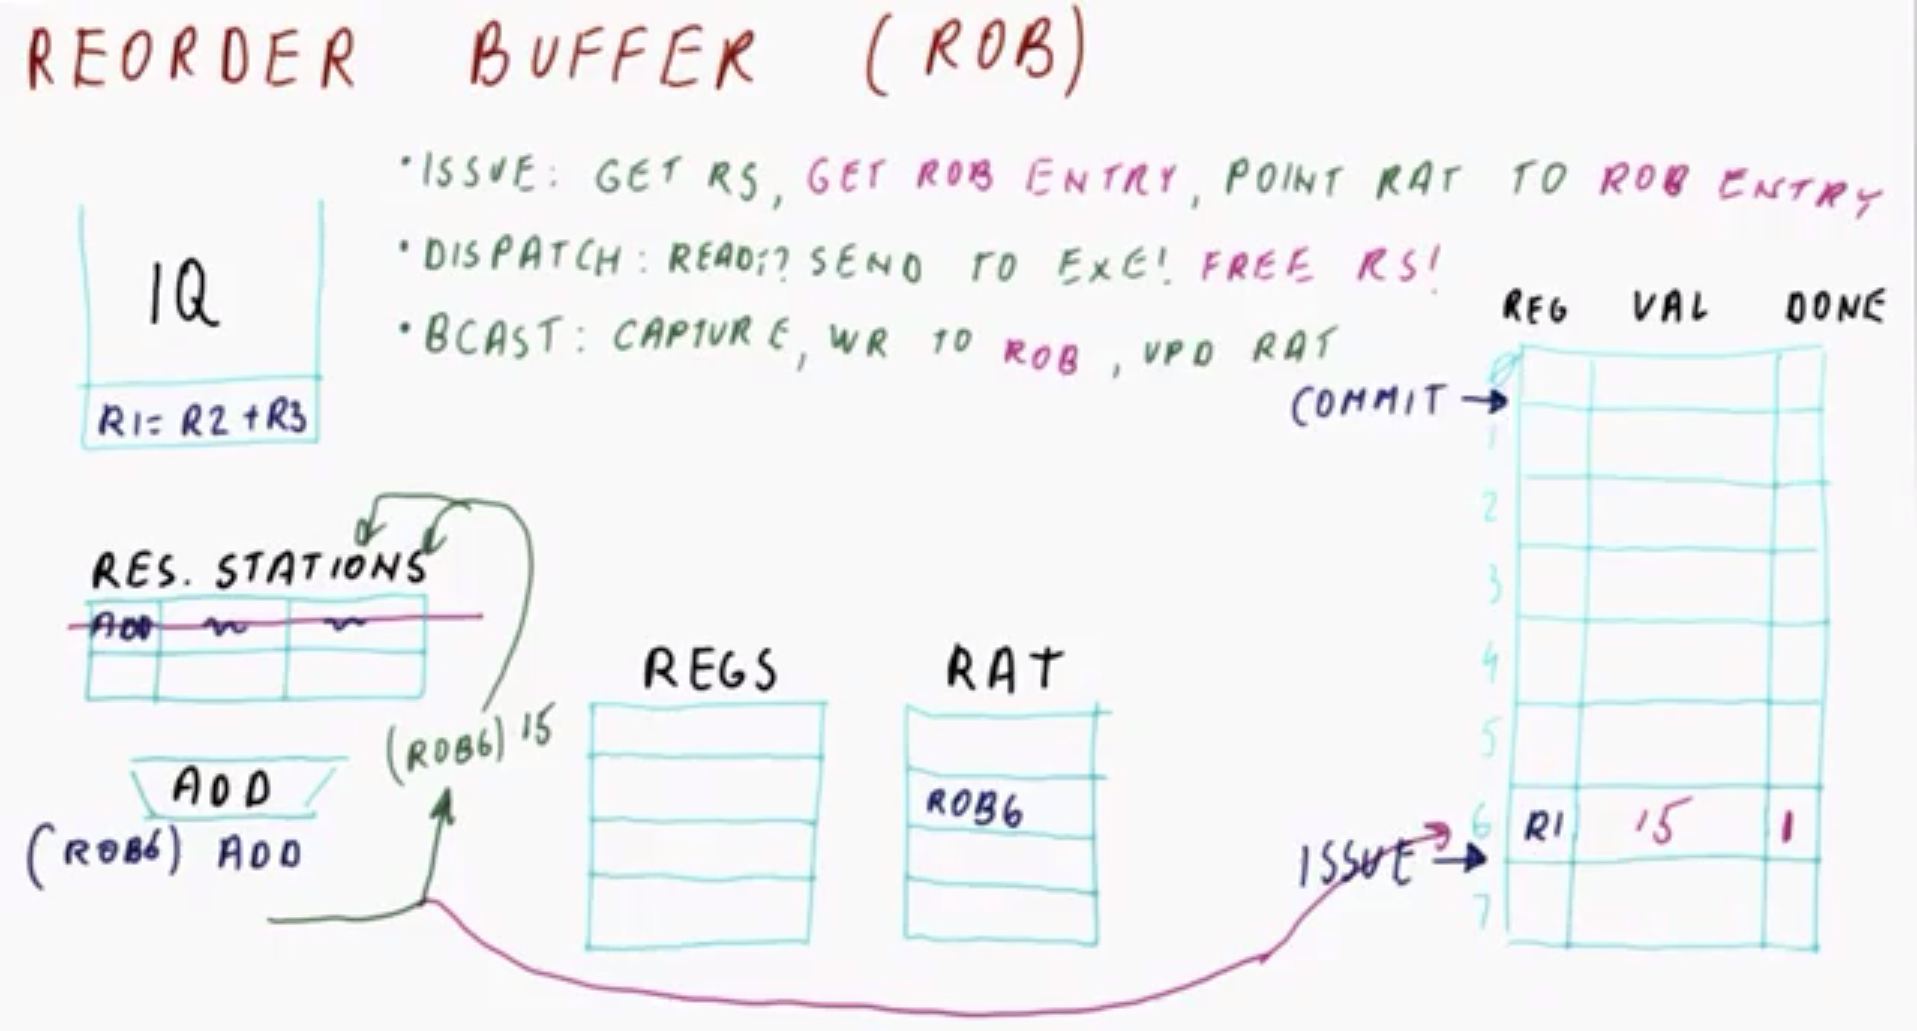 REORDER BUFFER (ROB)
•ISSUE: GET RS, GET ROB ENTRY, POINT RAT TO ROB ENTRY
•DISPATCH: READY? SEND TO EXE! FREE RS!
•BCAST: CAPTURE, WR TO ROB, UPD RAT
IQ
R1= R2 +R3
REG VAL DONE
COMMIT →
0
1
2
3
4
5
6 R1 15 1
ISSUE →
7
RES. STATIONS
ADD
(ROB6) 15
ADD
(ROB6) ADD
REGS
RAT
ROB6